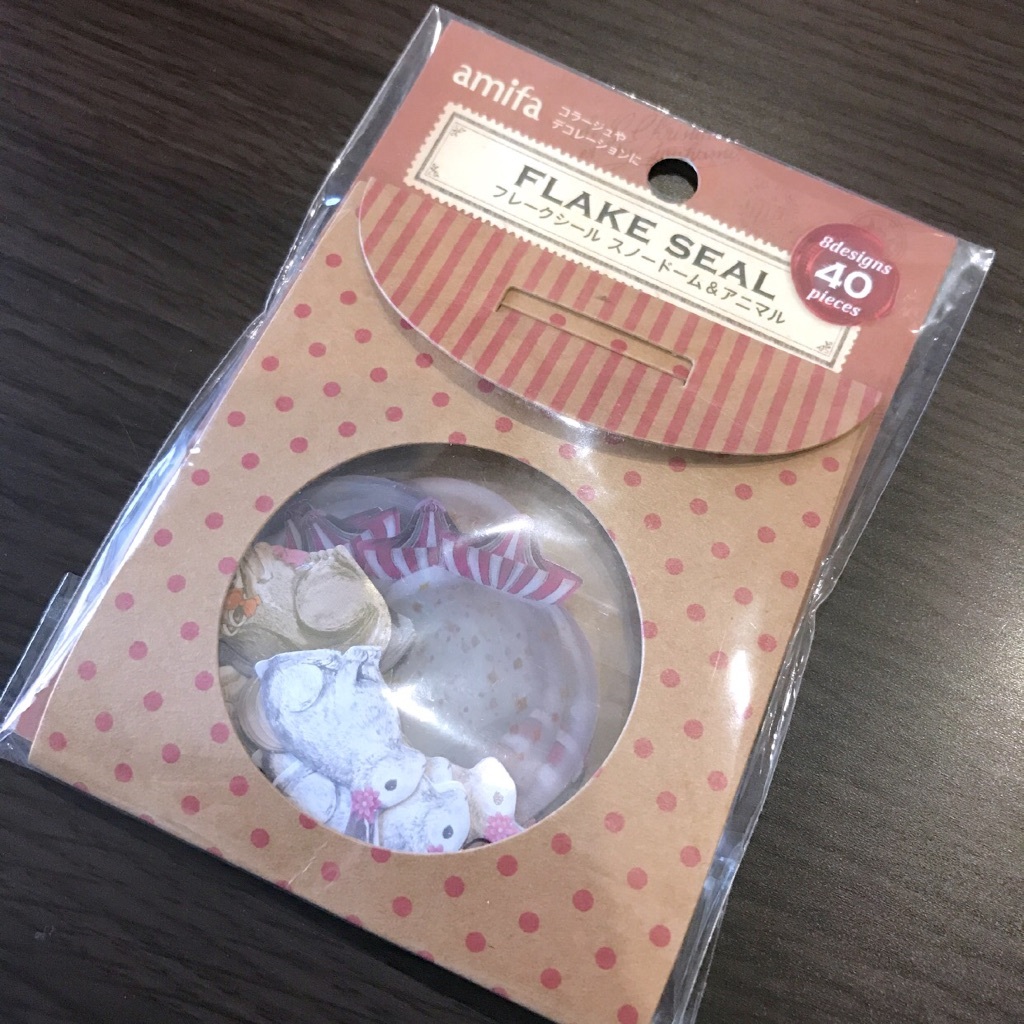 amifa
コラージュや
デコレーションに
FLAKE SEAL
フレークシール スノードーム&アニマル
8designs
40
pieces